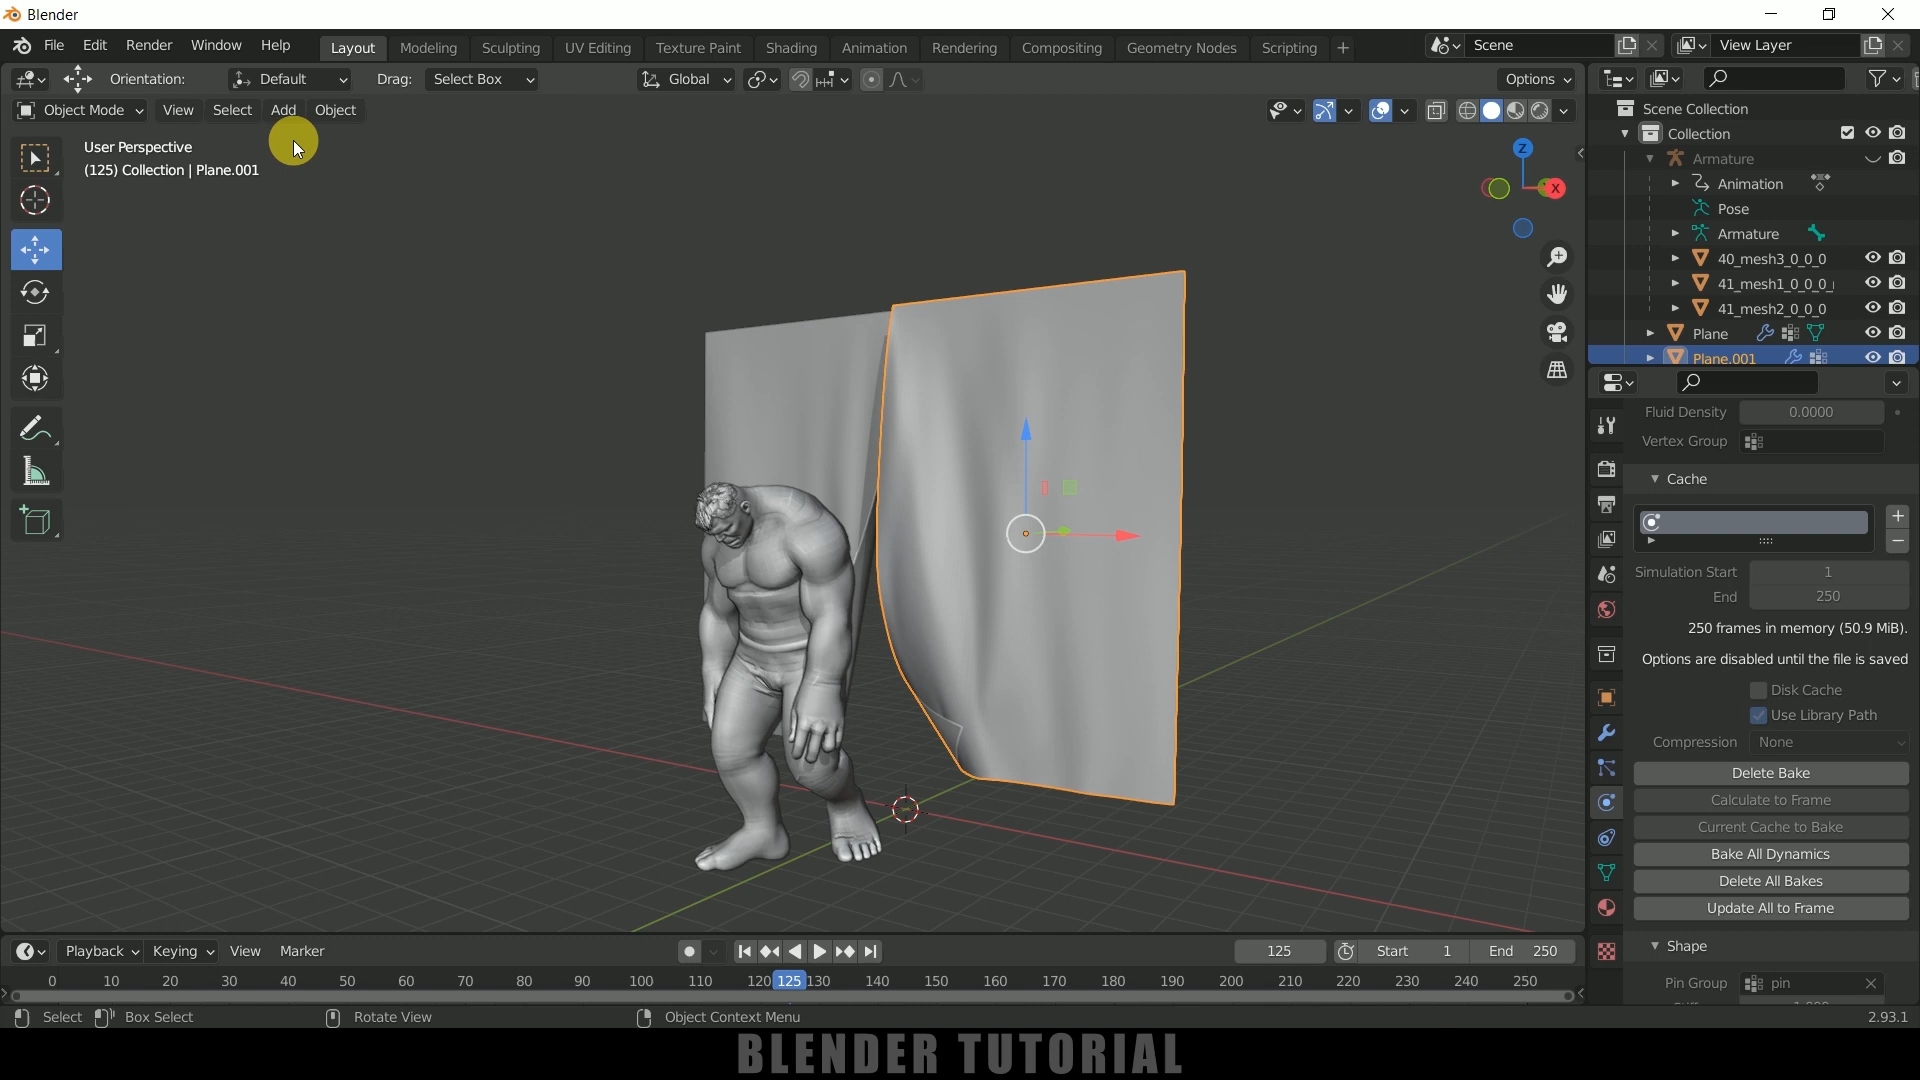 Blender
File Edit Render Window Help Layout Modeling Sculpting UV Editing Texture Paint Shading Animation Rendering Compositing Geometry Nodes Scripting + Scene View Layer
Orientation: Default Drag: Select Box Global Options
Object Mode View Select Add Object
User Perspective
(125) Collection | Plane.001
Z
X
Scene Collection
Collection
Armature
Animation
Pose
Armature
40_mesh3_0_0_0
41_mesh1_0_0_0
41_mesh2_0_0_0
Plane
Plane.001
Fluid Density 0.0000
Vertex Group
Cache
Simulation Start 1
End 250
250 frames in memory (50.9 MiB).
Options are disabled until the file is saved
Disk Cache
Use Library Path
Compression None
Delete Bake
Calculate to Frame
Current Cache to Bake
Bake All Dynamics
Delete All Bakes
Update All to Frame
Shape
Pin Group pin
Playback Keying View Marker 125 Start 1 End 250
0 10 20 30 40 50 60 70 80 90 100 110 120 125 130 140 150 160 170 180 190 200 210 220 230 240 250
Select Box Select Rotate View Object Context Menu 2.93.1
BLENDER TUTORIAL